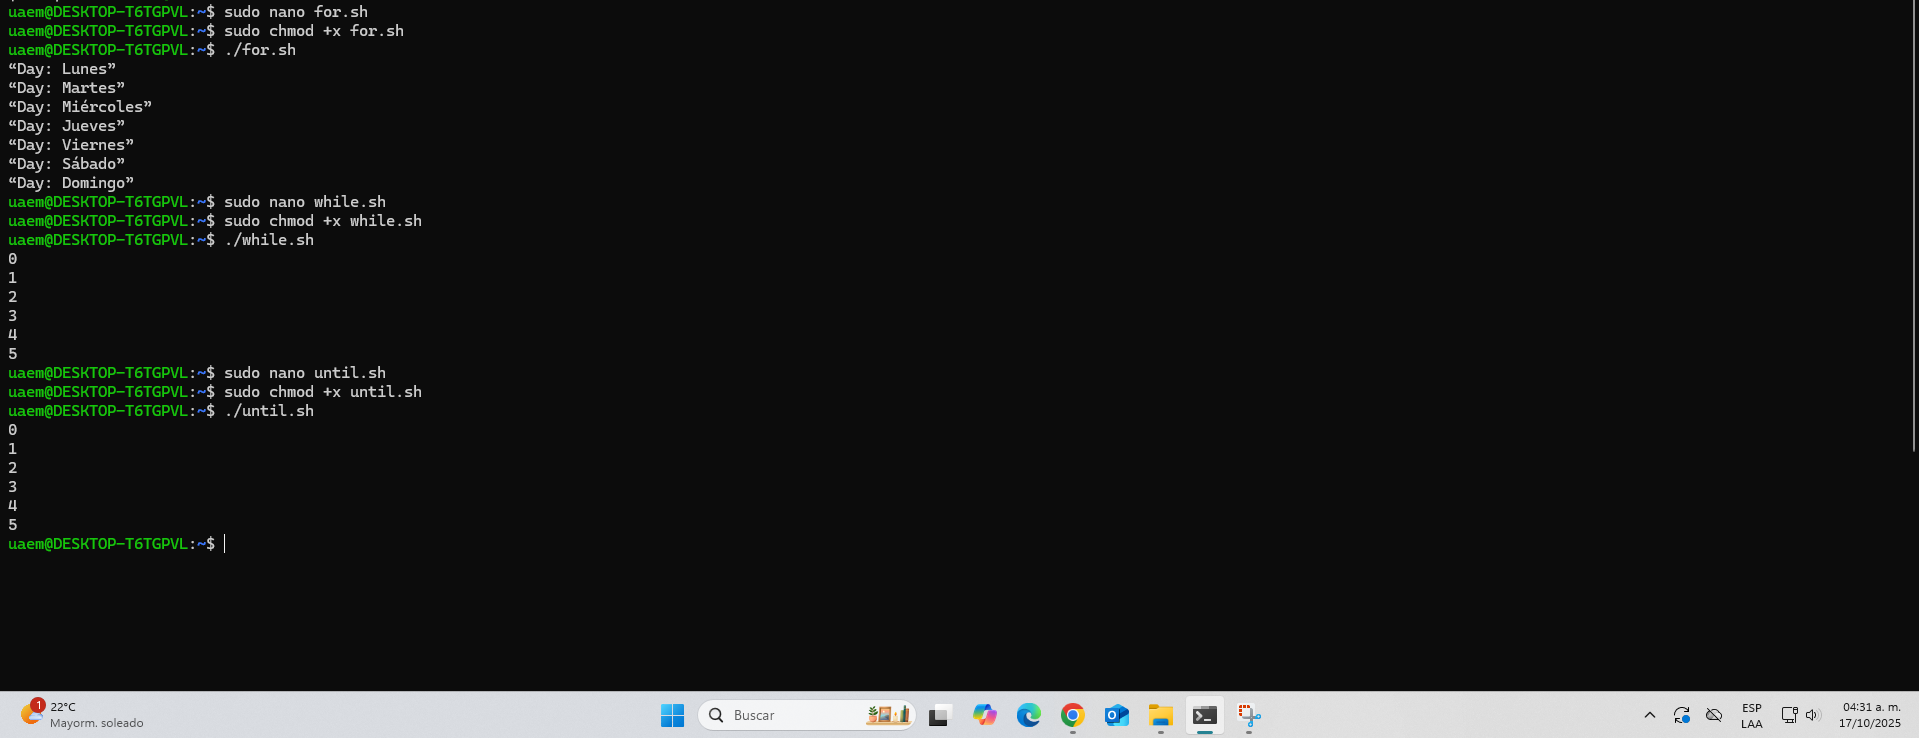 uaem@DESKTOP-T6TGPVL:~$ sudo nano for.sh
uaem@DESKTOP-T6TGPVL:~$ sudo chmod +x for.sh
uaem@DESKTOP-T6TGPVL:~$ ./for.sh
“Day: Lunes”
“Day: Martes”
“Day: Miércoles”
“Day: Jueves”
“Day: Viernes”
“Day: Sábado”
“Day: Domingo”
uaem@DESKTOP-T6TGPVL:~$ sudo nano while.sh
uaem@DESKTOP-T6TGPVL:~$ sudo chmod +x while.sh
uaem@DESKTOP-T6TGPVL:~$ ./while.sh
0
1
2
3
4
5
uaem@DESKTOP-T6TGPVL:~$ sudo nano until.sh
uaem@DESKTOP-T6TGPVL:~$ sudo chmod +x until.sh
uaem@DESKTOP-T6TGPVL:~$ ./until.sh
0
1
2
3
4
5
uaem@DESKTOP-T6TGPVL:~$
1
22°C
Mayorm. soleado
Buscar
ESP
LAA
04:31 a. m.
17/10/2025